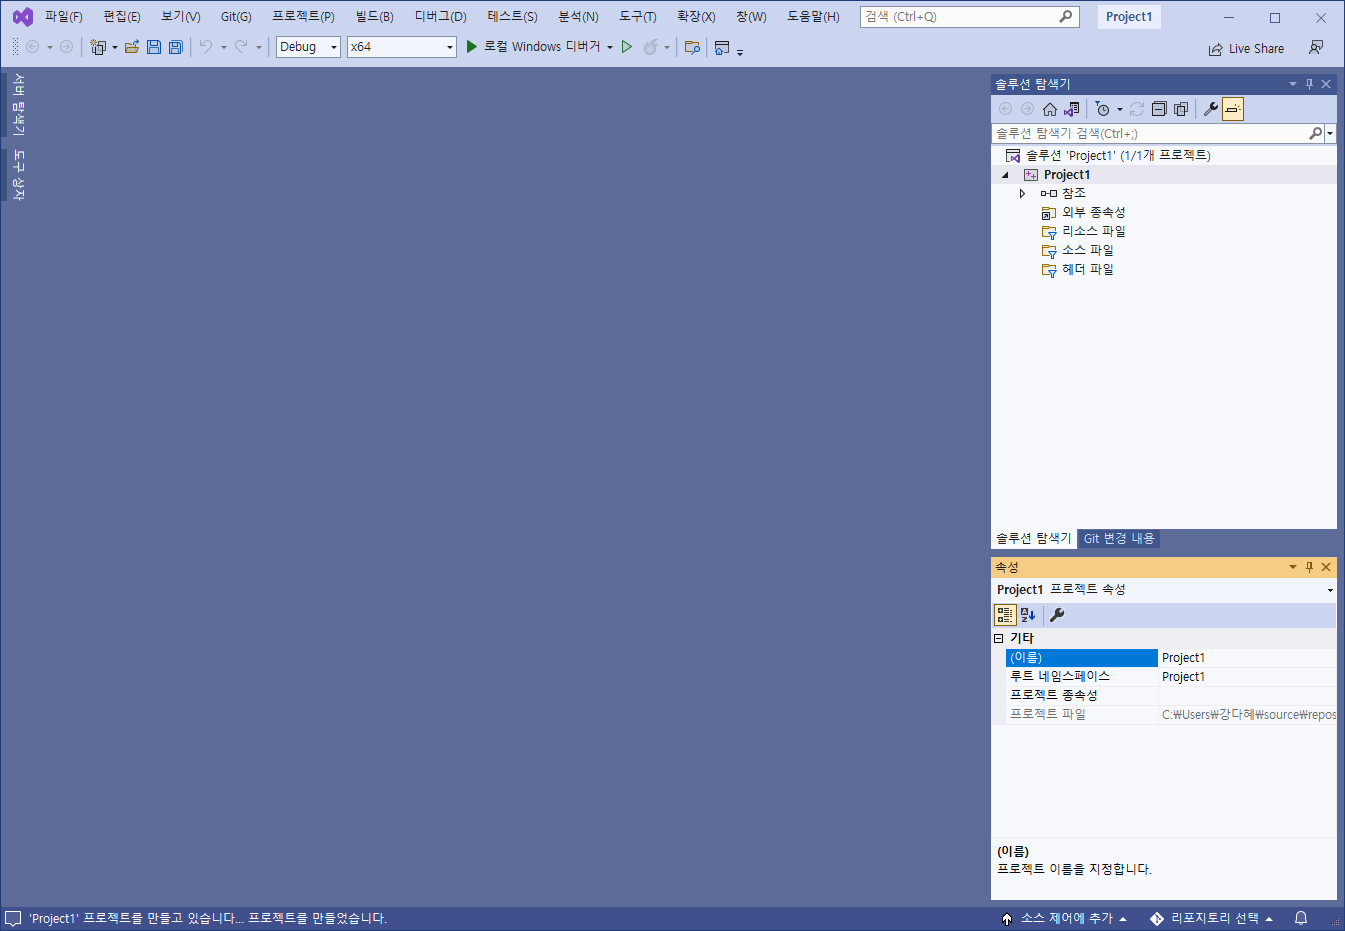 파일(F) 편집(E) 보기(V) Git(G) 프로젝트(P) 빌드(B) 디버그(D) 테스트(S) 분석(N) 도구(T) 확장(X) 창(W) 도움말(H) 검색 (Ctrl+Q) Project1
Debug x64 로컬 Windows 디버거 Live Share
서버 탐색기
도구 상자
솔루션 탐색기
솔루션 탐색기 검색(Ctrl+;)
솔루션 'Project1' (1/1개 프로젝트)
Project1
참조
외부 종속성
리소스 파일
소스 파일
헤더 파일
솔루션 탐색기 Git 변경 내용
속성
Project1 프로젝트 속성
기타
(이름) Project1
루트 네임스페이스 Project1
프로젝트 종속성
프로젝트 파일 C:₩Users₩강다혜₩source₩repos
(이름)
프로젝트 이름을 지정합니다.
'Project1' 프로젝트를 만들고 있습니다... 프로젝트를 만들었습니다. 소스 제어에 추가 리포지토리 선택